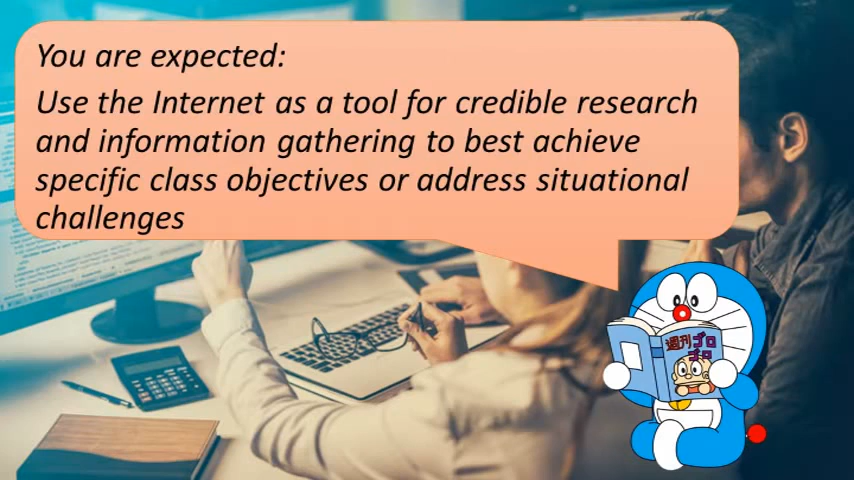 You are expected:
Use the Internet as a tool for credible research
and information gathering to best achieve
specific class objectives or address situational
challenges
週刊ゴロ
ゴロ